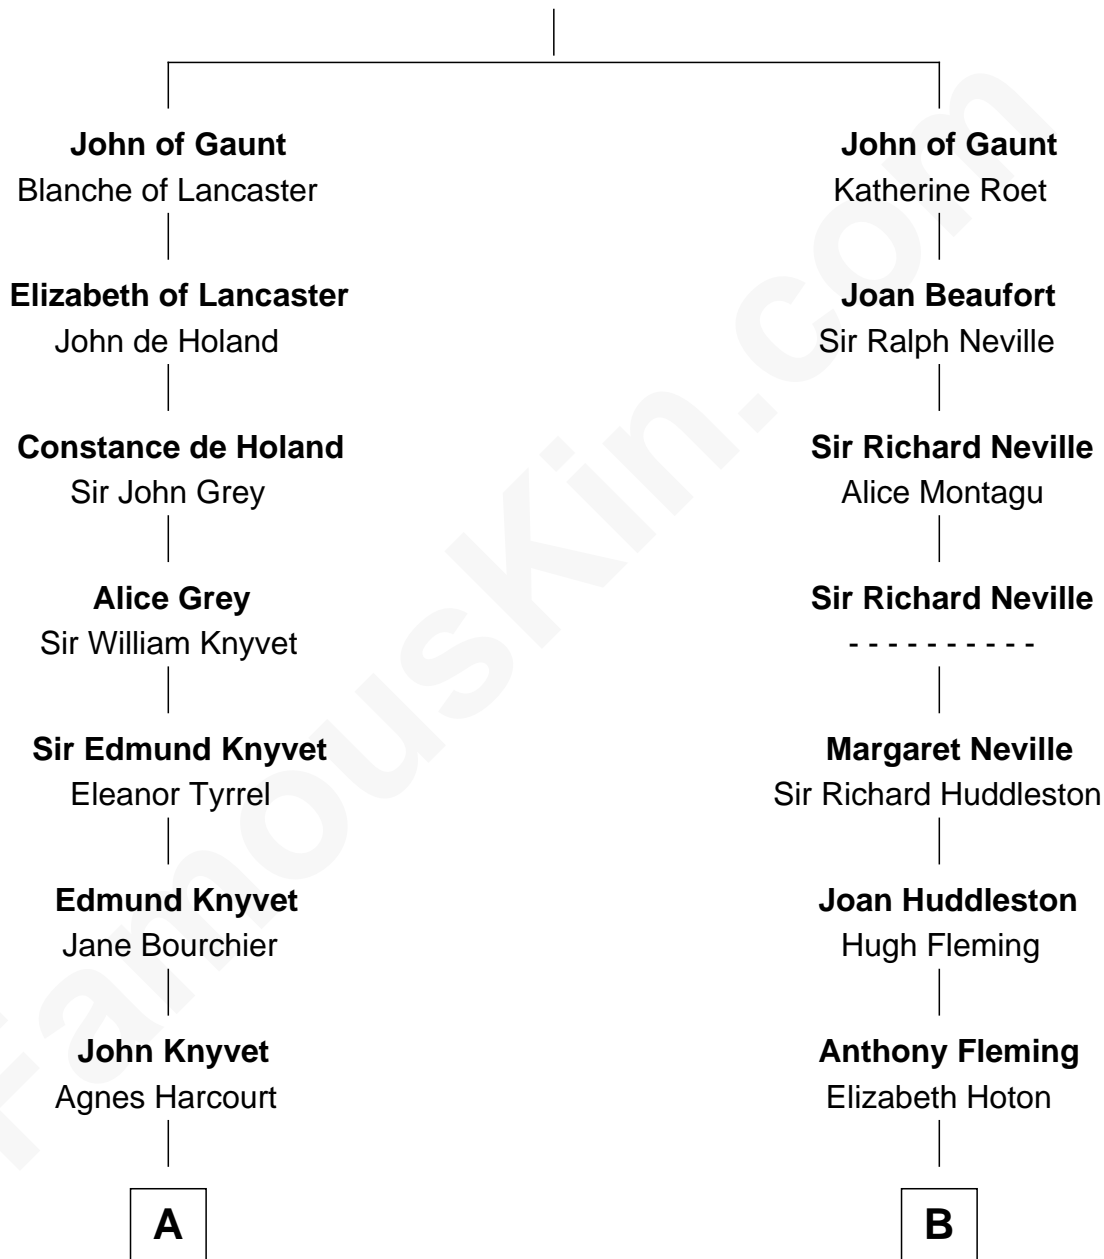 John of Gaunt
Blanche of Lancaster
Elizabeth of Lancaster
John de Holand
Constance de Holand
Sir John Grey
Alice Grey
Sir William Knyvet
Sir Edmund Knyvet
Eleanor Tyrrel
Edmund Knyvet
Jane Bourchier
John Knyvet
Agnes Harcourt
A
John of Gaunt
Katherine Roet
Joan Beaufort
Sir Ralph Neville
Sir Richard Neville
Alice Montagu
Sir Richard Neville
- - - - - - - - - -
Margaret Neville
Sir Richard Huddleston
Joan Huddleston
Hugh Fleming
Anthony Fleming
Elizabeth Hoton
B
FamousKin.com